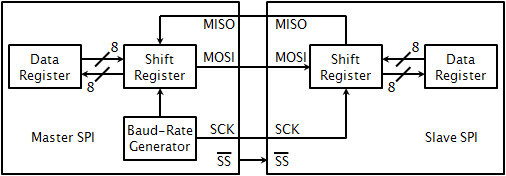 MISO MISO
8 8
Data Register
Shift Register
MOSI MOSI
Shift Register
Data Register
8 8
Master SPI
Baud-Rate Generator
SCK SCK
Slave SPI
SS SS